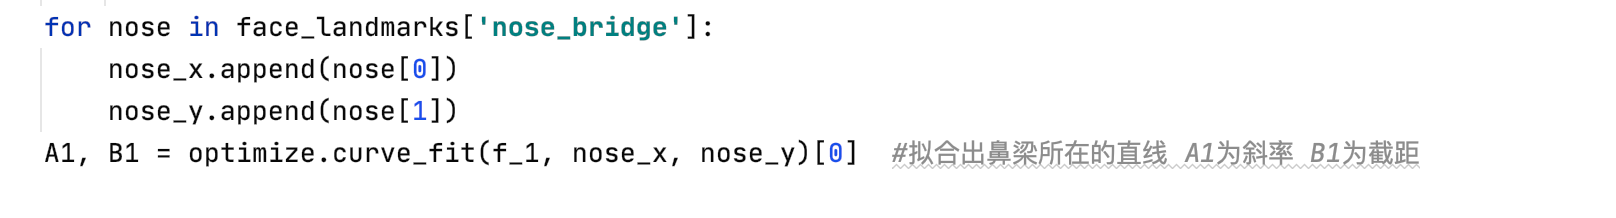 for nose in face_landmarks['nose_bridge']:
    nose_x.append(nose[0])
    nose_y.append(nose[1])
A1, B1 = optimize.curve_fit(f_1, nose_x, nose_y)[0]  #拟合出鼻梁所在的直线 A1为斜率 B1为截距